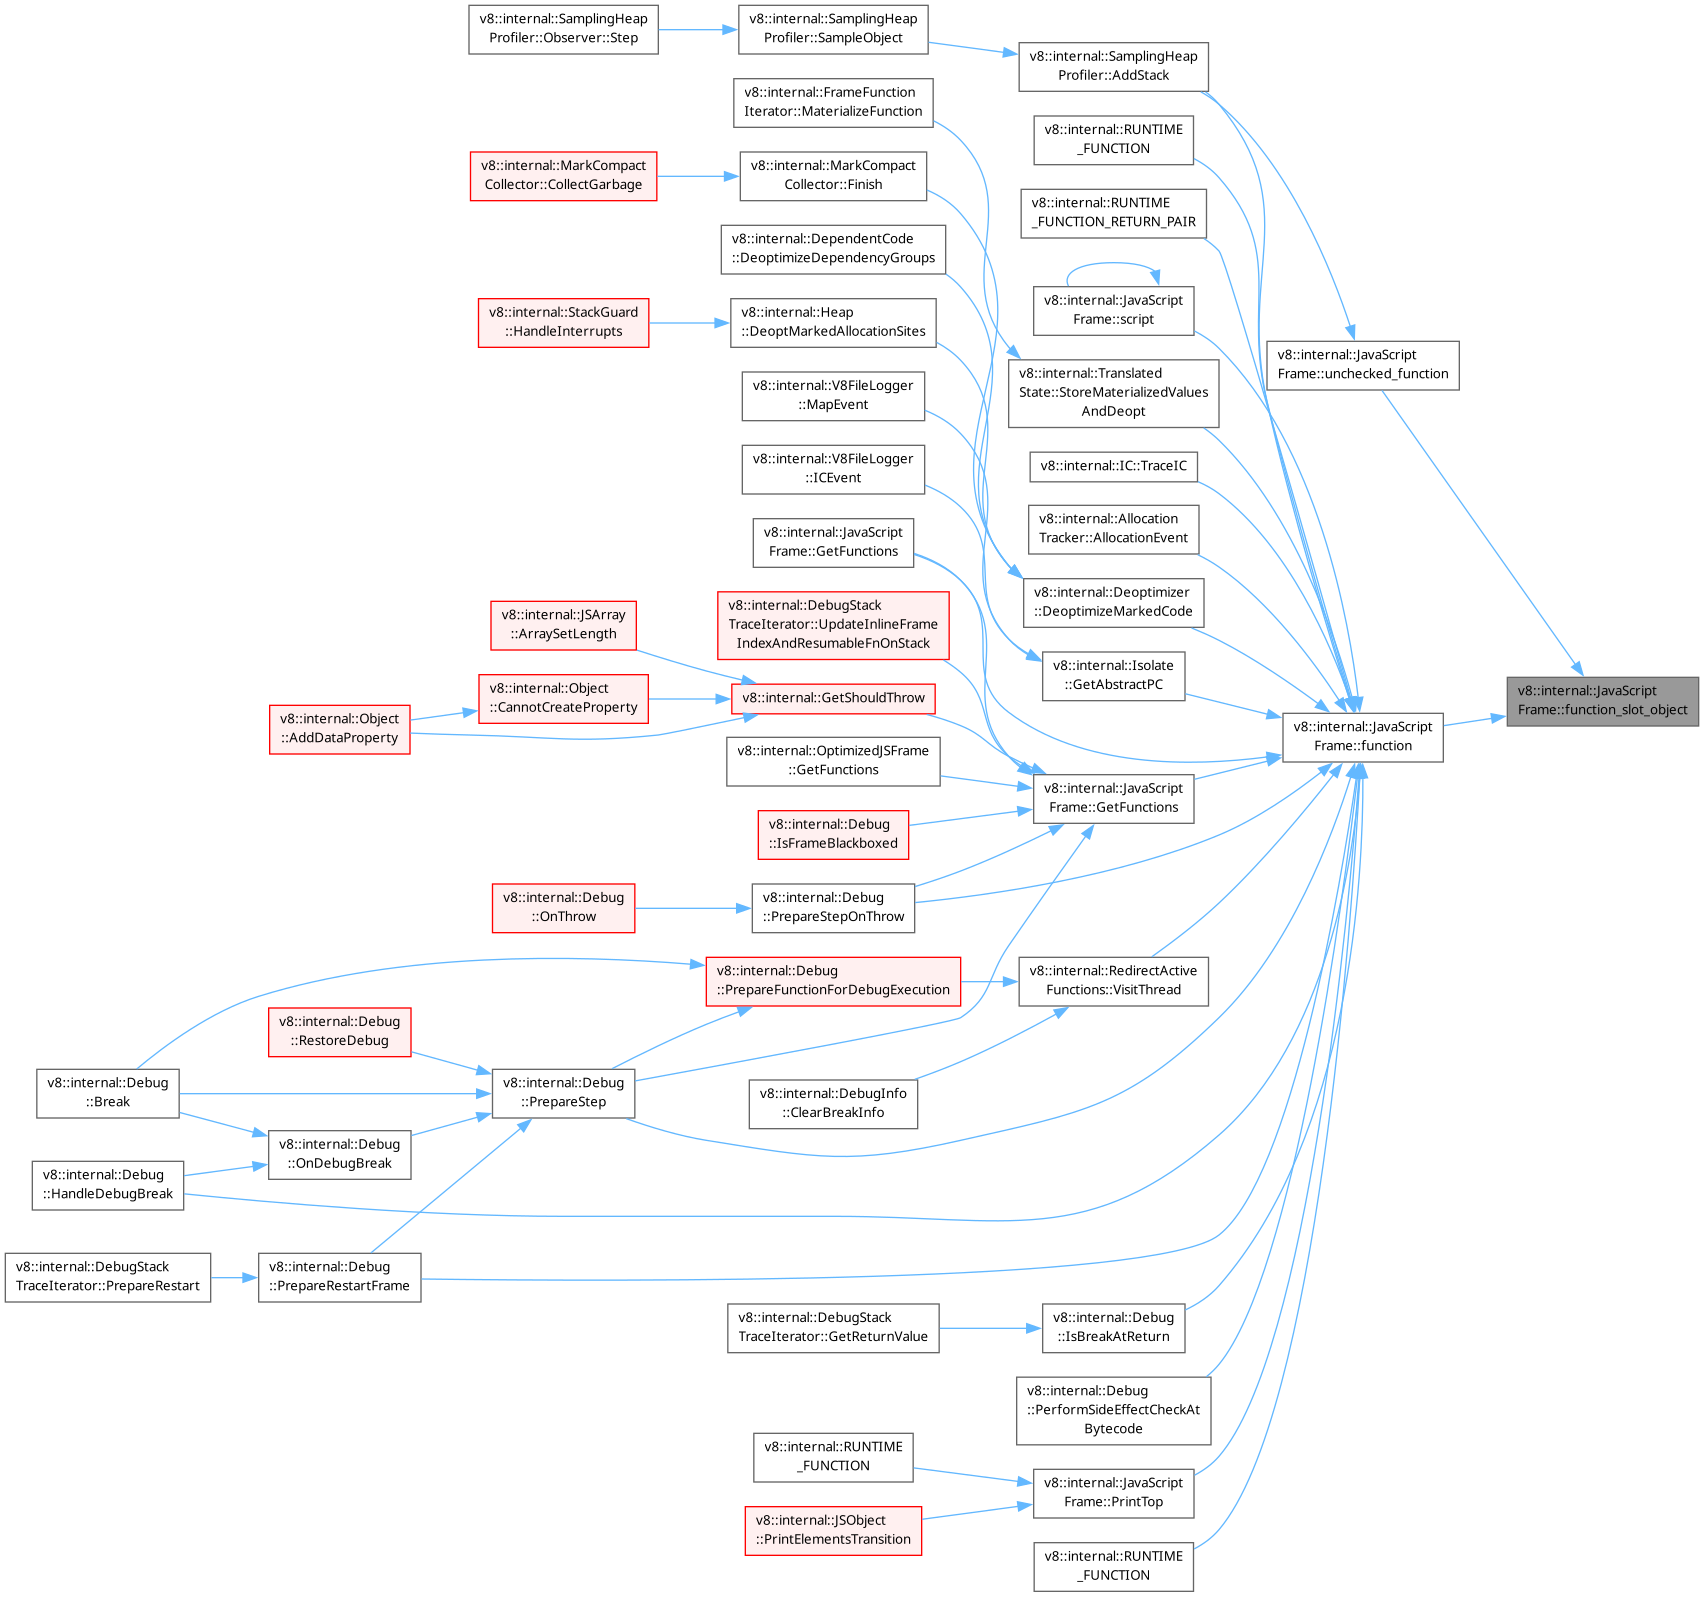 v8::internal::SamplingHeap
Profiler::Observer::Step
v8::internal::SamplingHeap
Profiler::SampleObject
v8::internal::SamplingHeap
Profiler::AddStack
v8::internal::FrameFunction
Iterator::MaterializeFunction
v8::internal::RUNTIME
_FUNCTION
v8::internal::MarkCompact
Collector::CollectGarbage
v8::internal::MarkCompact
Collector::Finish
v8::internal::RUNTIME
_FUNCTION_RETURN_PAIR
v8::internal::DependentCode
::DeoptimizeDependencyGroups
v8::internal::JavaScript
Frame::script
v8::internal::StackGuard
::HandleInterrupts
v8::internal::Heap
::DeoptMarkedAllocationSites
v8::internal::JavaScript
Frame::unchecked_function
v8::internal::Translated
State::StoreMaterializedValues
AndDeopt
v8::internal::V8FileLogger
::MapEvent
v8::internal::IC::TraceIC
v8::internal::V8FileLogger
::ICEvent
v8::internal::Allocation
Tracker::AllocationEvent
v8::internal::JavaScript
Frame::GetFunctions
v8::internal::Deoptimizer
::DeoptimizeMarkedCode
v8::internal::JSArray
::ArraySetLength
v8::internal::DebugStack
TraceIterator::UpdateInlineFrame
IndexAndResumableFnOnStack
v8::internal::Isolate
::GetAbstractPC
v8::internal::JavaScript
Frame::function_slot_object
v8::internal::Object
::CannotCreateProperty
v8::internal::GetShouldThrow
v8::internal::Object
::AddDataProperty
v8::internal::JavaScript
Frame::function
v8::internal::OptimizedJSFrame
::GetFunctions
v8::internal::JavaScript
Frame::GetFunctions
v8::internal::Debug
::IsFrameBlackboxed
v8::internal::Debug
::OnThrow
v8::internal::Debug
::PrepareStepOnThrow
v8::internal::Debug
::PrepareFunctionForDebugExecution
v8::internal::RedirectActive
Functions::VisitThread
v8::internal::Debug
::RestoreDebug
v8::internal::Debug
::Break
v8::internal::Debug
::PrepareStep
v8::internal::DebugInfo
::ClearBreakInfo
v8::internal::Debug
::OnDebugBreak
v8::internal::Debug
::HandleDebugBreak
v8::internal::DebugStack
TraceIterator::PrepareRestart
v8::internal::Debug
::PrepareRestartFrame
v8::internal::DebugStack
TraceIterator::GetReturnValue
v8::internal::Debug
::IsBreakAtReturn
v8::internal::Debug
::PerformSideEffectCheckAt
Bytecode
v8::internal::RUNTIME
_FUNCTION
v8::internal::JavaScript
Frame::PrintTop
v8::internal::JSObject
::PrintElementsTransition
v8::internal::RUNTIME
_FUNCTION